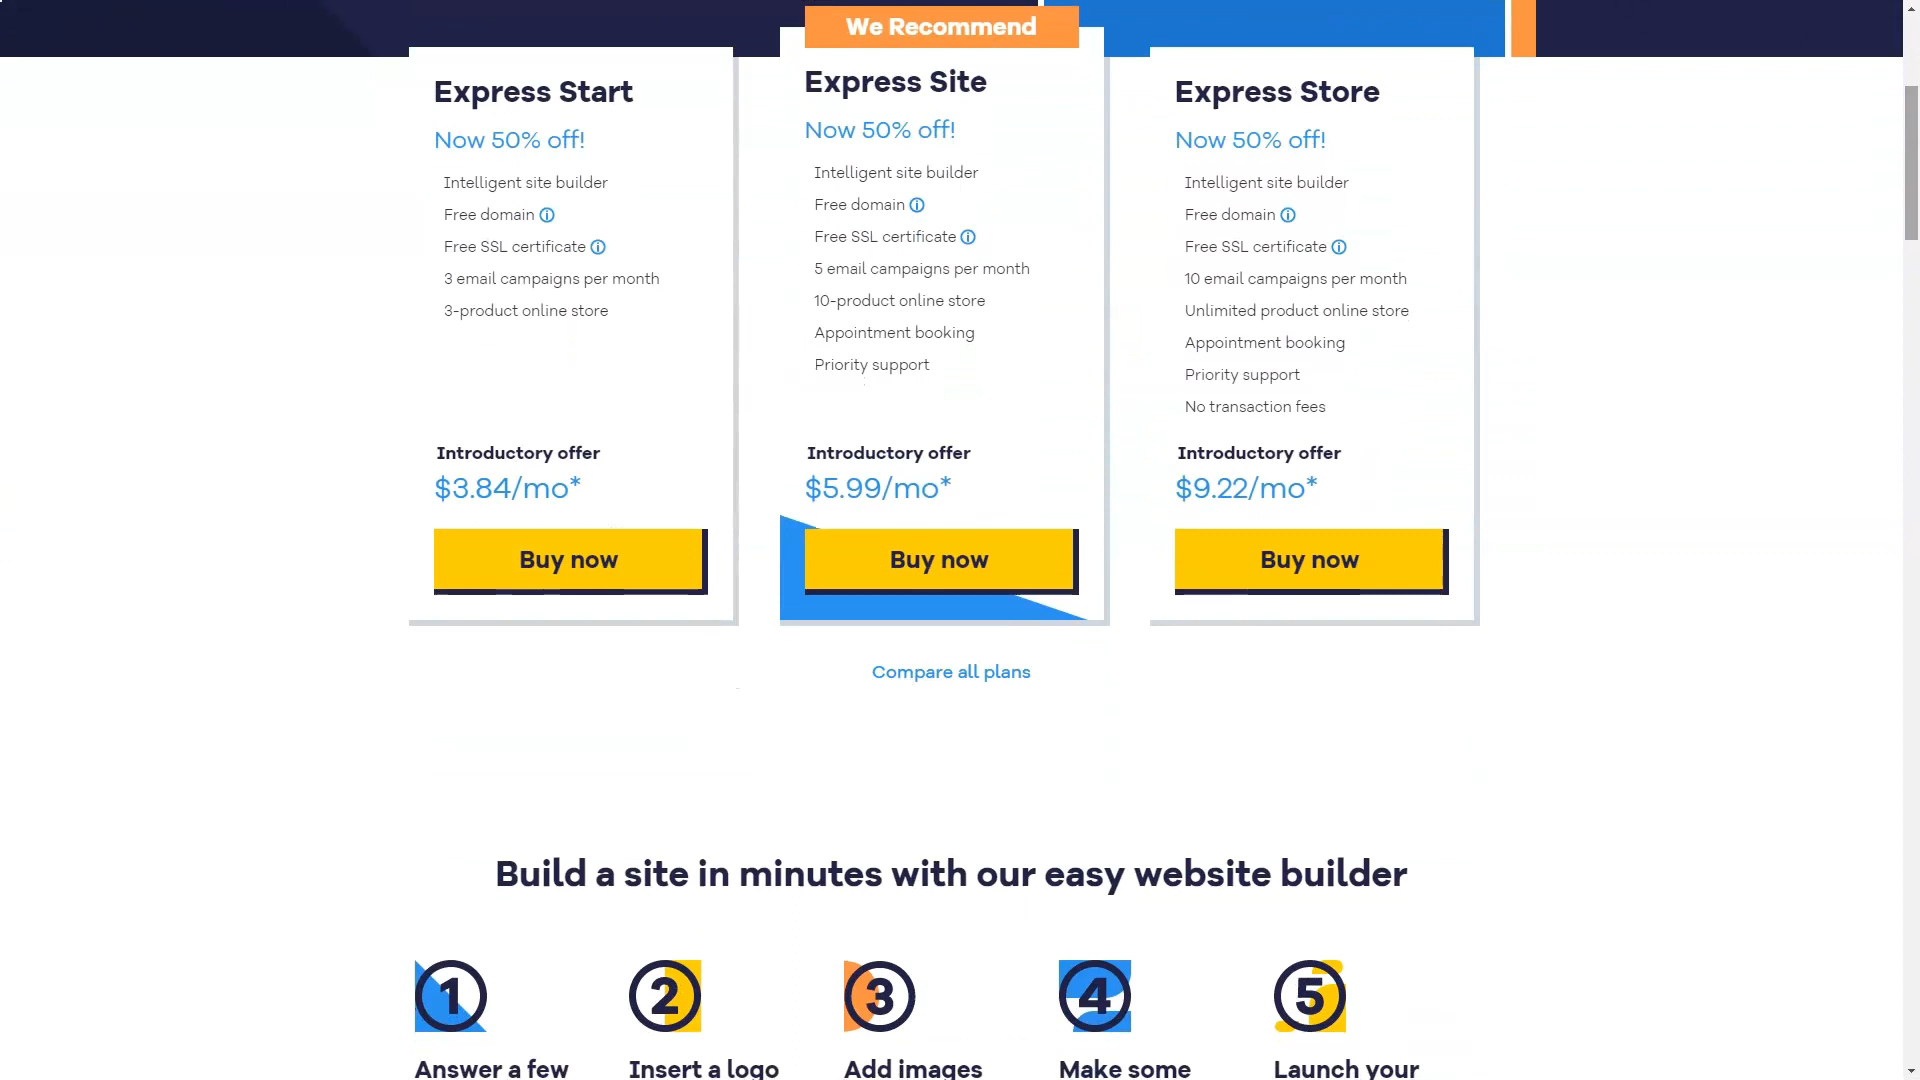 We Recommend
Express Start
Now 50% off!
Intelligent site builder
Free domain
Free SSL certificate
3 email campaigns per month
3-product online store
Introductory offer
$3.84/mo*
Buy now
Express Site
Now 50% off!
Intelligent site builder
Free domain
Free SSL certificate
5 email campaigns per month
10-product online store
Appointment booking
Priority support
Introductory offer
$5.99/mo*
Buy now
Express Store
Now 50% off!
Intelligent site builder
Free domain
Free SSL certificate
10 email campaigns per month
Unlimited product online store
Appointment booking
Priority support
No transaction fees
Introductory offer
$9.22/mo*
Buy now
Compare all plans
Build a site in minutes with our easy website builder
1
Answer a few
2
Insert a logo
3
Add images
4
Make some
5
Launch your